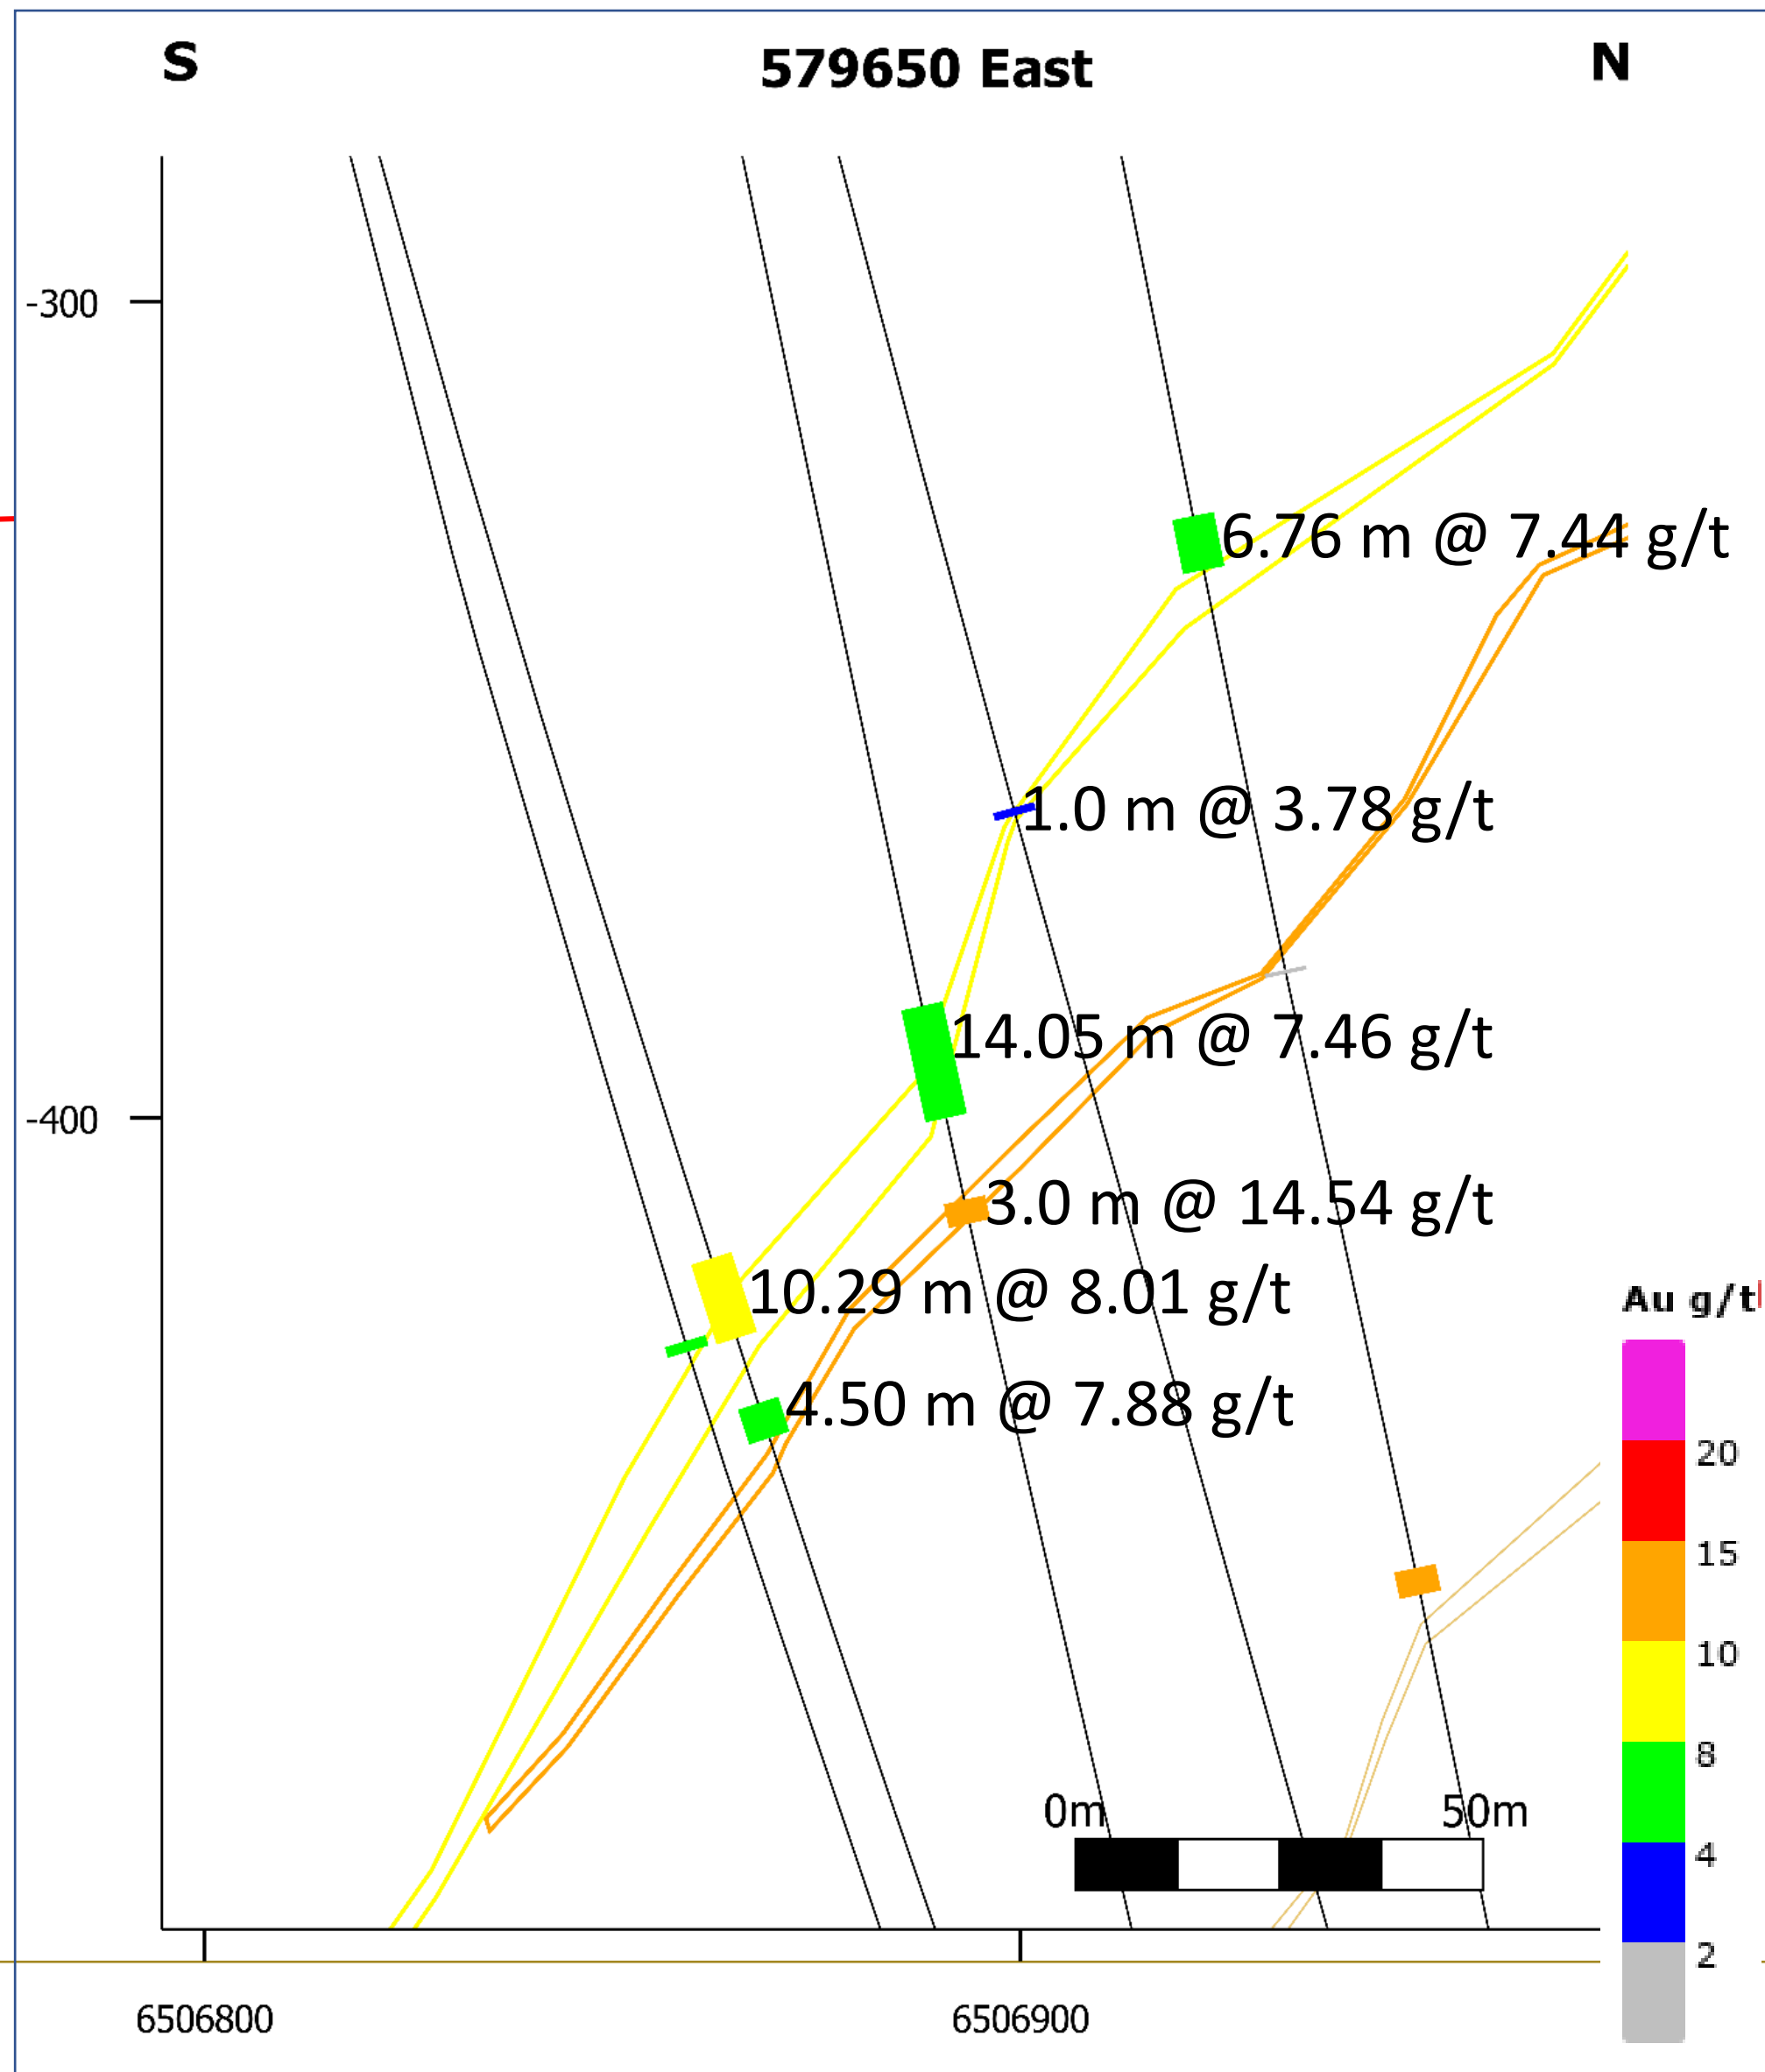 S 579650 East N
-300
6.76 m @ 7.44 g/t
1.0 m @ 3.78 g/t
14.05 m @ 7.46 g/t
-400
3.0 m @ 14.54 g/t
10.29 m @ 8.01 g/t
4.50 m @ 7.88 g/t
Au g/t
20
15
10
8
4
2
0m 50m
6506800 6506900